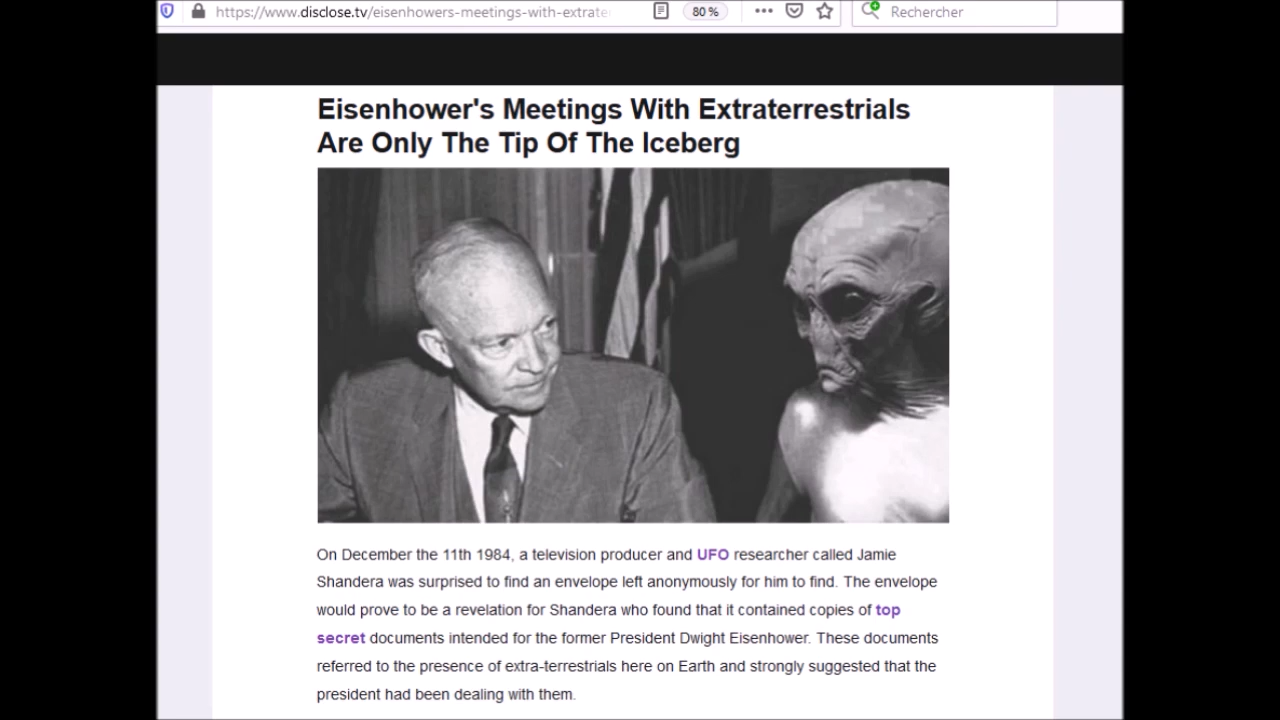 https://www.disclose.tv/eisenhowers-meetings-with-extrate
80 %
Rechercher
Eisenhower's Meetings With Extraterrestrials
Are Only The Tip Of The Iceberg
On December the 11th 1984, a television producer and UFO researcher called Jamie
Shandera was surprised to find an envelope left anonymously for him to find. The envelope
would prove to be a revelation for Shandera who found that it contained copies of top
secret documents intended for the former President Dwight Eisenhower. These documents
referred to the presence of extra-terrestrials here on Earth and strongly suggested that the
president had been dealing with them.